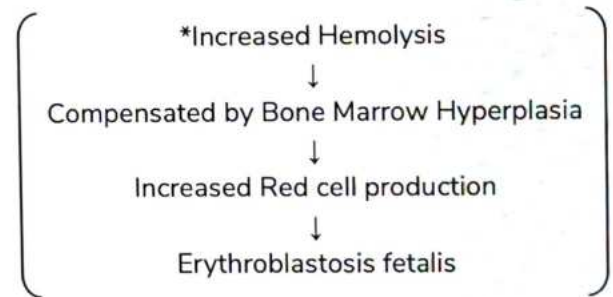 *Increased Hemolysis
↓
Compensated by Bone Marrow Hyperplasia
↓
Increased Red cell production
↓
Erythroblastosis fetalis